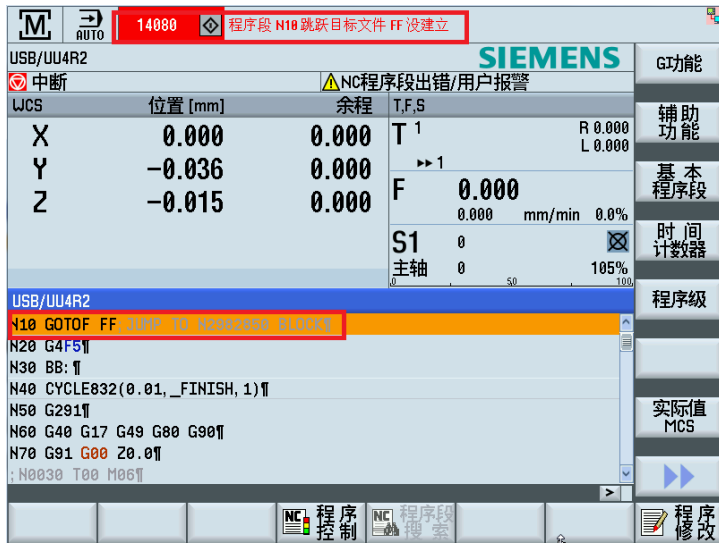 M AUTO 14080 程序段 N10 跳跃目标文件 FF 没建立
USB/UU4R2 SIEMENS
GI功能
中断 NC程序段出错/用户报警
WCS 位置 [mm] 余程 T,F,S
X 0.000 0.000 T 1 R 0.000
L 0.000
Y -0.036 0.000 1
Z -0.015 0.000 F 0.000
0.000 mm/min 0.0%
S1 0
主轴 0 105%
0 50 100
辅助功能
基本程序段
时间计数器
程序级
实际值
MCS
USB/UU4R2
N10 GOTOF FF;JUMP TO N2982050 BLOCK¶
N20 G4F5¶
N30 BB:¶
N40 CYCLE832(0.01,_FINISH,1)¶
N50 G291¶
N60 G40 G17 G49 G80 G90¶
N70 G91 G00 Z0.0¶
;N0030 T00 M06¶
NC 程序控制 NC 程序段搜索 程序修改